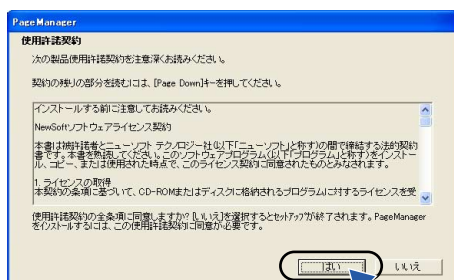 PageManager
使用許諾契約
次の製品使用許諾契約を注意深くお読みください。
契約の残りの部分を読むには、[Page Down]キーを押してください。
インストールする前に注意してお読みください。
NewSoftソフトウェアライセンス契約
本書は被許諾者とニューソフト テクノロジー社(以下「ニューソフト」と称す)の間で締結する法的契約
書です。本書を熟読してください。このソフトウェアプログラム(以下「プログラム」と称す)をインストー
ル、コピー、または使用された時点で、このライセンス契約に同意されたものとみなされます。
1. ライセンスの取得
本契約の条項に基づいて、CD-ROMまたはディスクに格納されるプログラムに対するライセンスを受
使用許諾契約の全条項に同意しますか? [いいえ]を選択するとセットアップが終了されます。PageManager
をインストールするには、この使用許諾契約に同意が必要です。
はい
いいえ